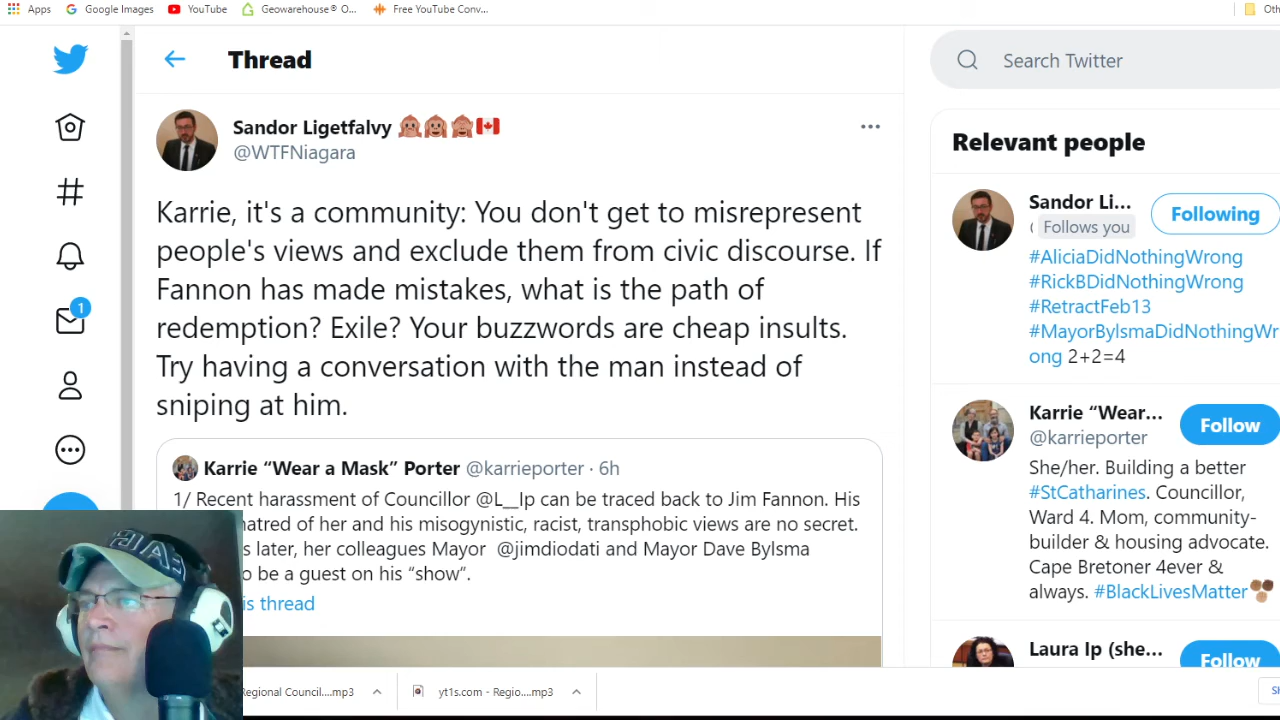 Apps Google Images YouTube Geowarehouse® O... Free YouTube Conv...
Thread
Search Twitter
Sandor Ligetfalvy
@WTFNiagara
Karrie, it's a community: You don't get to misrepresent
people's views and exclude them from civic discourse. If
Fannon has made mistakes, what is the path of
redemption? Exile? Your buzzwords are cheap insults.
Try having a conversation with the man instead of
sniping at him.
Karrie “Wear a Mask” Porter @karrieporter · 6h
1/ Recent harassment of Councillor @L__Ip can be traced back to Jim Fannon. His
hatred of her and his misogynistic, racist, transphobic views are no secret.
later, her colleagues Mayor @jimdiodati and Mayor Dave Bylsma
be a guest on his “show”.
thread
Relevant people
Sandor Li...
Follows you
Following
#AliciaDidNothingWrong
#RickBDidNothingWrong
#RetractFeb13
#MayorBylsmaDidNothingWr
ong 2+2=4
Karrie “Wear...
@karrieporter
Follow
She/her. Building a better
#StCatharines. Councillor,
Ward 4. Mom, community-
builder & housing advocate.
Cape Bretoner 4ever &
always. #BlackLivesMatter
Laura Ip (she...
Follow
1
Regional Council....mp3 yt1s.com - Regio....mp3